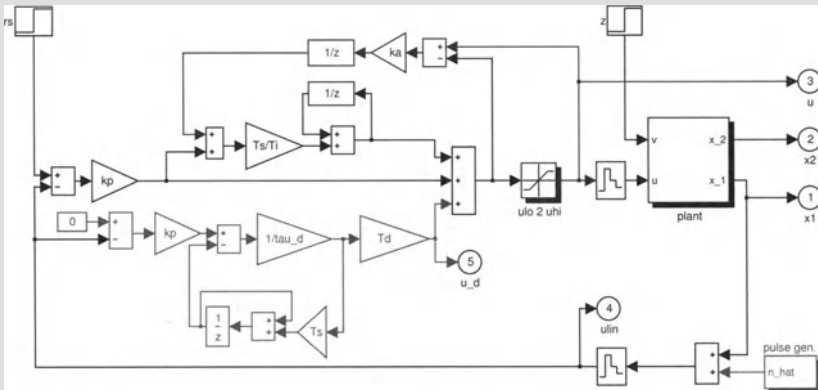 rs
z
1/z
ka
+
−
3
u
1/z
+
+
Ts/Ti
+
+
v
x_2
2
x2
+
−
kp
+
+
+
ulo 2 uhi
u
x_1
plant
1
x1
0
+
−
kp
+
−
1/tau_d
Td
5
u_d
1
z
+
+
Ts
4
ulin
+
+
pulse gen.
n_hat